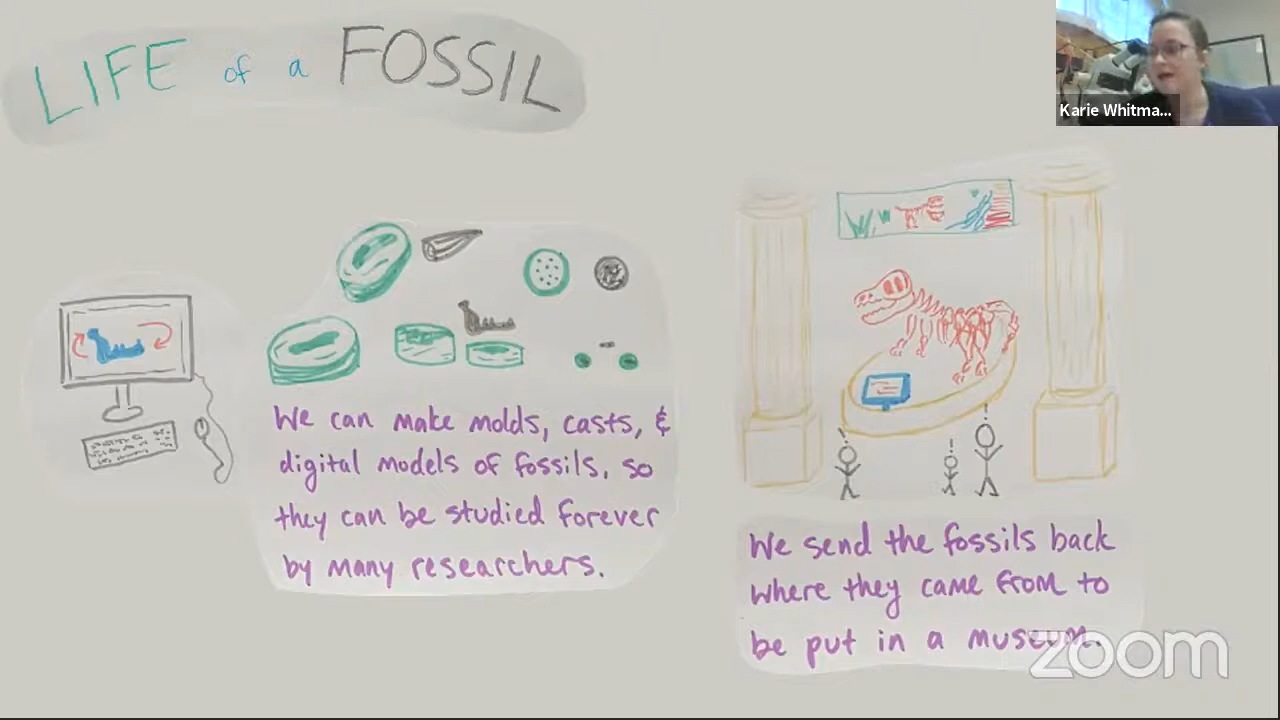 LIFE of a FOSSIL
Karie Whitma...
We can make molds, casts, &
digital models of fossils, so
they can be studied forever
by many researchers.
We send the fossils back
where they came from to
be put in a museum.
zoom